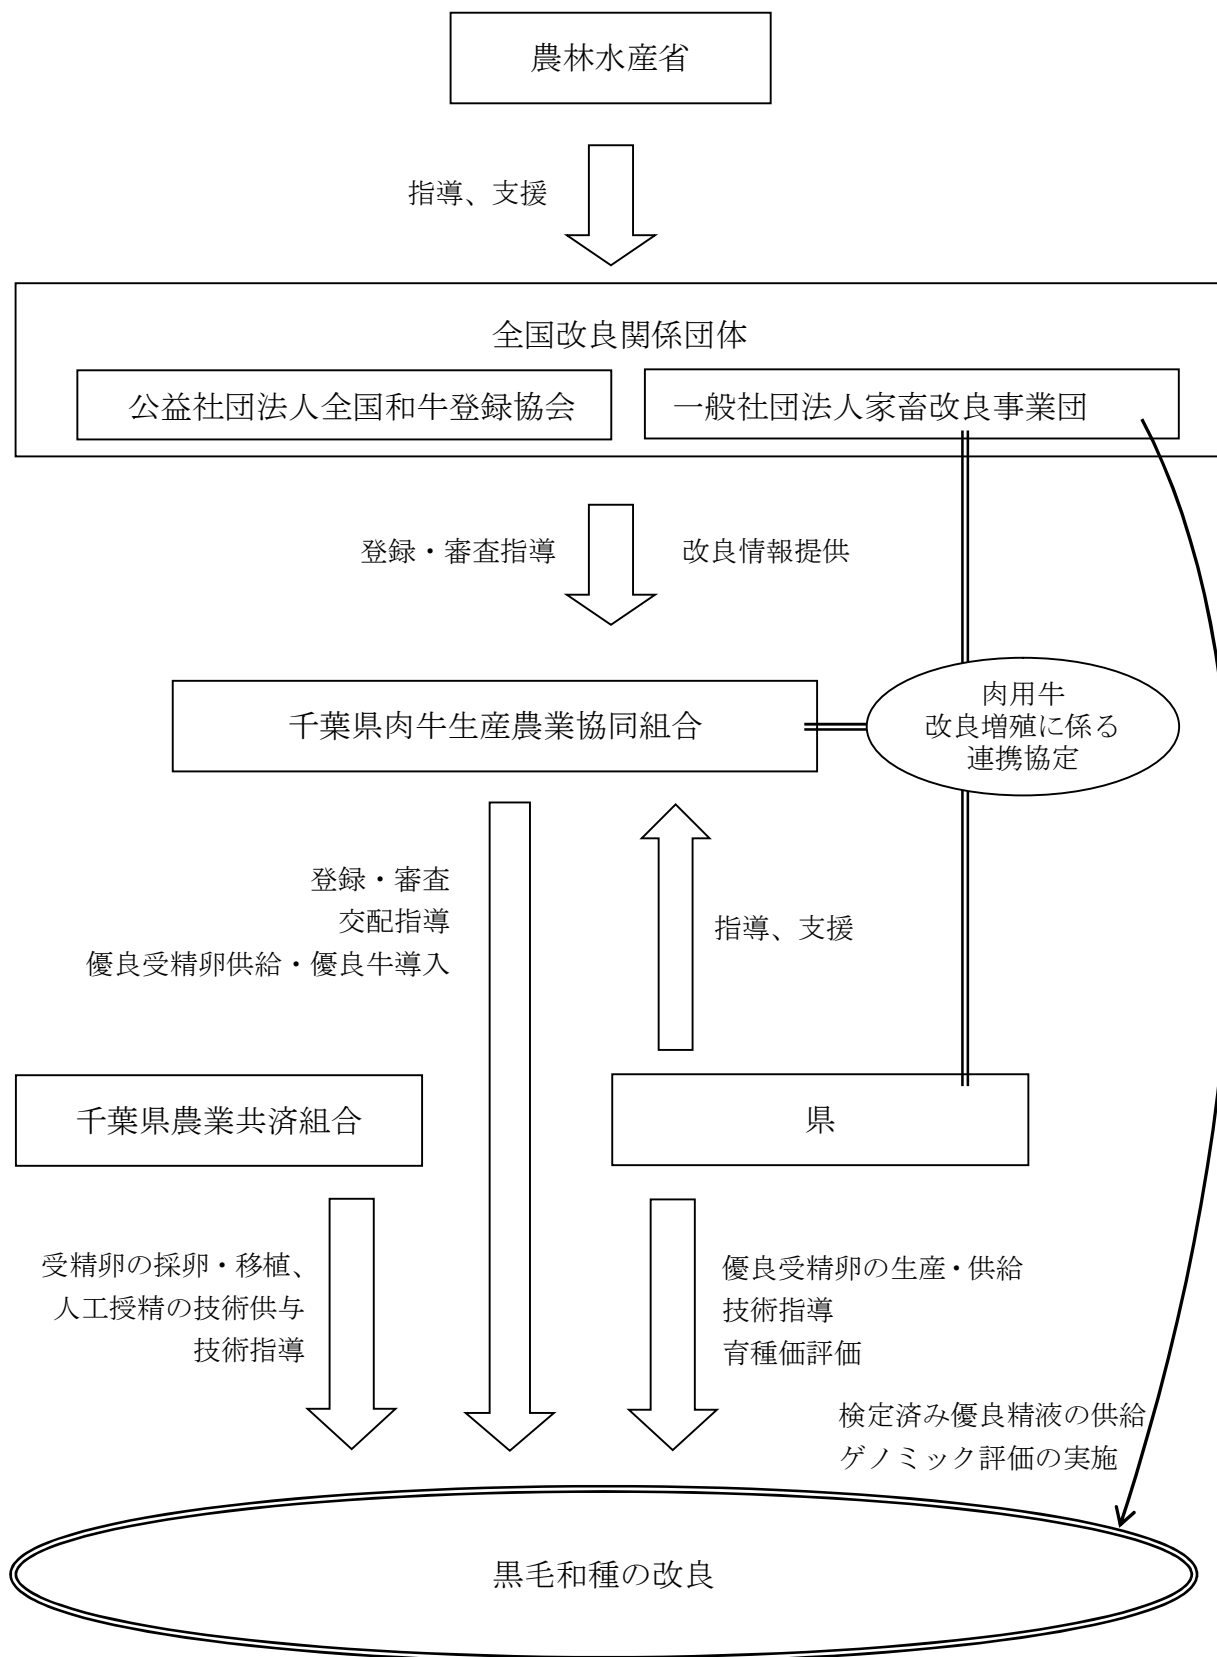 農林水産省
指導、支援
全国改良関係団体
公益社団法人全国和牛登録協会
一般社団法人家畜改良事業団
登録・審査指導
改良情報提供
千葉県肉牛生産農業協同組合
肉用牛
改良増殖に係る
連携協定
登録・審査
交配指導
優良受精卵供給・優良牛導入
指導、支援
千葉県農業共済組合
県
受精卵の採卵・移植、
人工授精の技術供与
技術指導
優良受精卵の生産・供給
技術指導
育種価評価
検定済み優良精液の供給
ゲノミック評価の実施
黒毛和種の改良